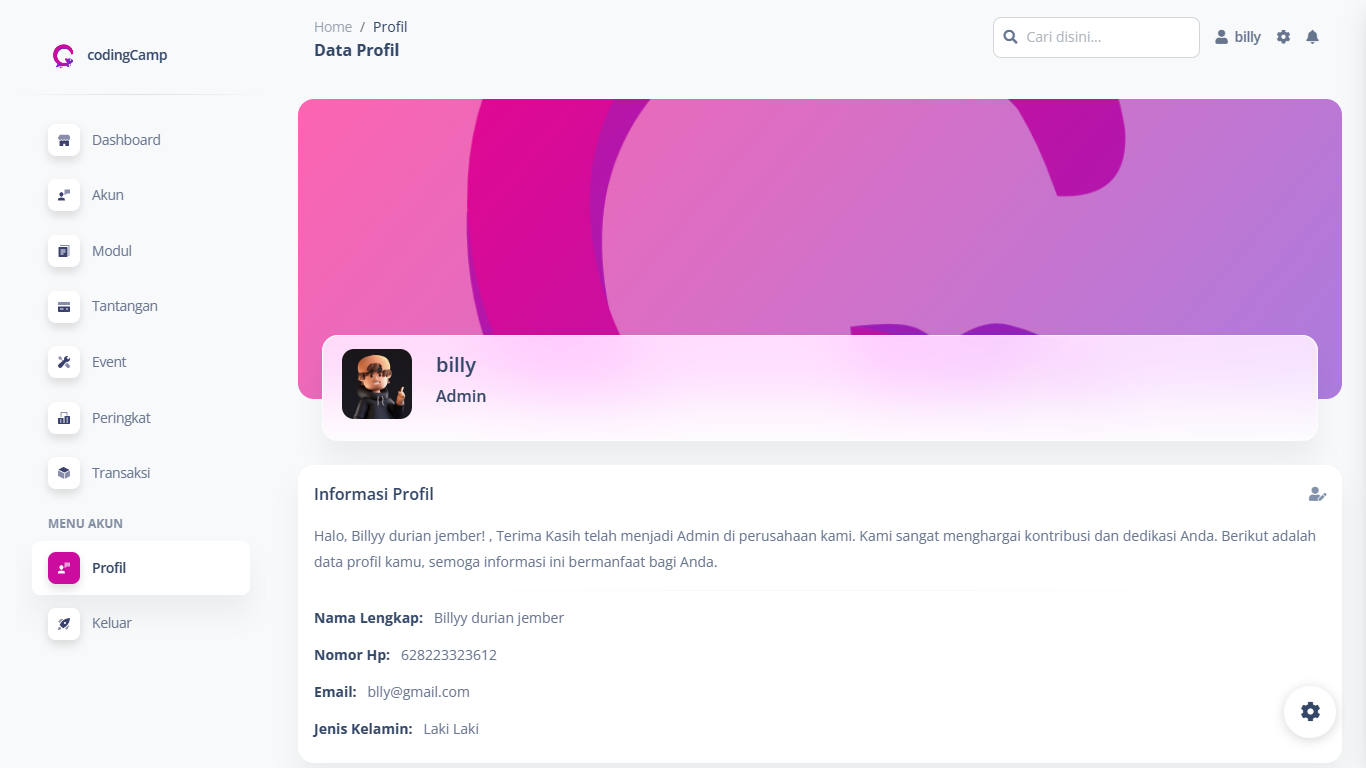 codingCamp
Dashboard
Akun
Modul
Tantangan
Event
Peringkat
Transaksi
MENU AKUN
Profil
Keluar
Home / Profil
Data Profil
Cari disini...
billy
billy
Admin
Informasi Profil
Halo, Billyy durian jember! , Terima Kasih telah menjadi Admin di perusahaan kami. Kami sangat menghargai kontribusi dan dedikasi Anda. Berikut adalah
data profil kamu, semoga informasi ini bermanfaat bagi Anda.
Nama Lengkap: Billyy durian jember
Nomor Hp: 628223323612
Email: blly@gmail.com
Jenis Kelamin: Laki Laki